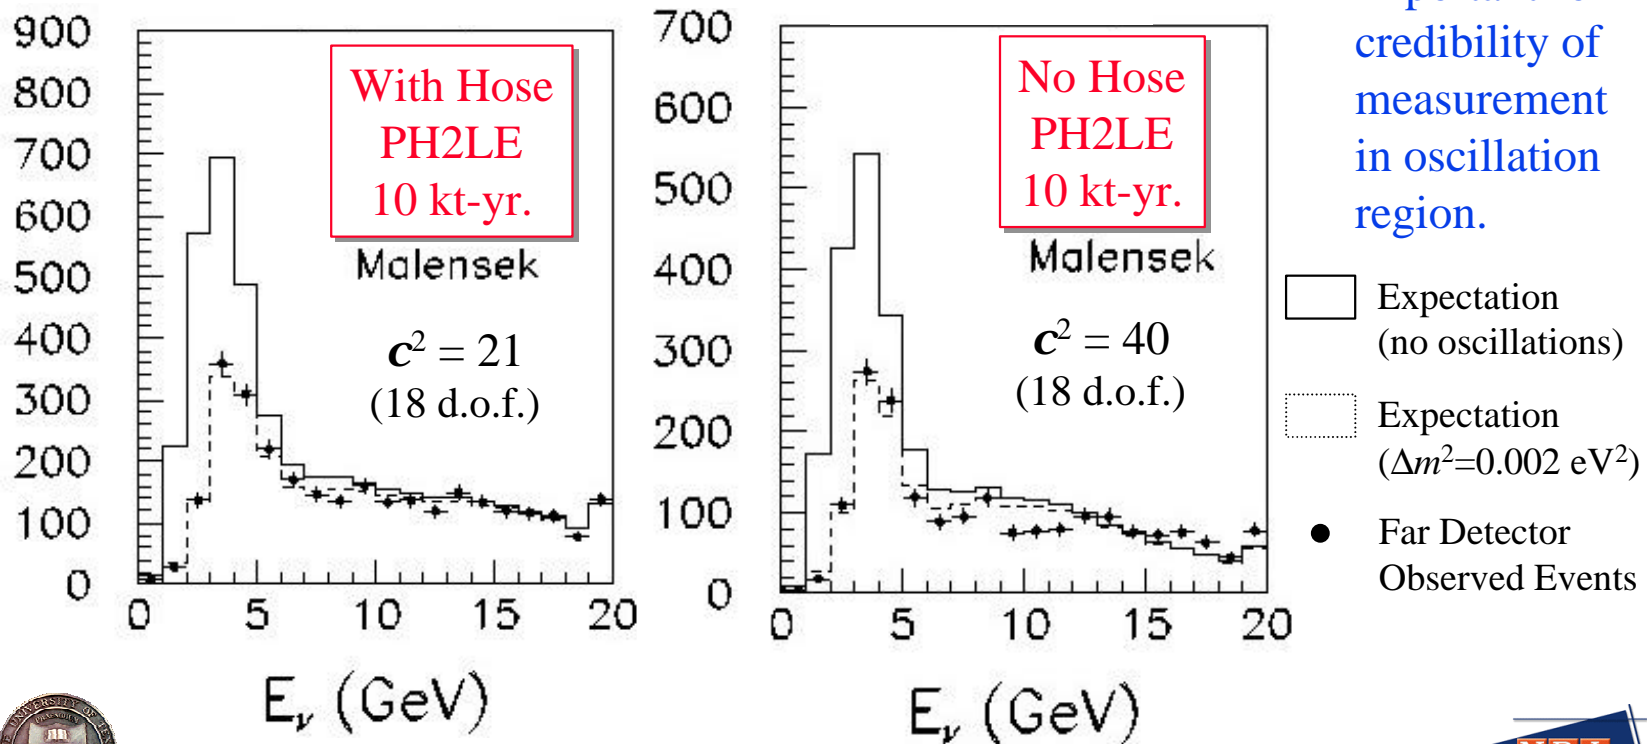 900
800
700
600
500
400
300
200
100
0
0 5 10 15 20
E𝜈 (GeV)
With Hose
PH2LE
10 kt-yr.
Malensek
c² = 21
(18 d.o.f.)
700
600
500
400
300
200
100
0
0 5 10 15 20
E𝜈 (GeV)
No Hose
PH2LE
10 kt-yr.
Malensek
c² = 40
(18 d.o.f.)
credibility of
measurement
in oscillation
region.
Expectation
(no oscillations)
Expectation
(Δm²=0.002 eV²)
Far Detector
Observed Events